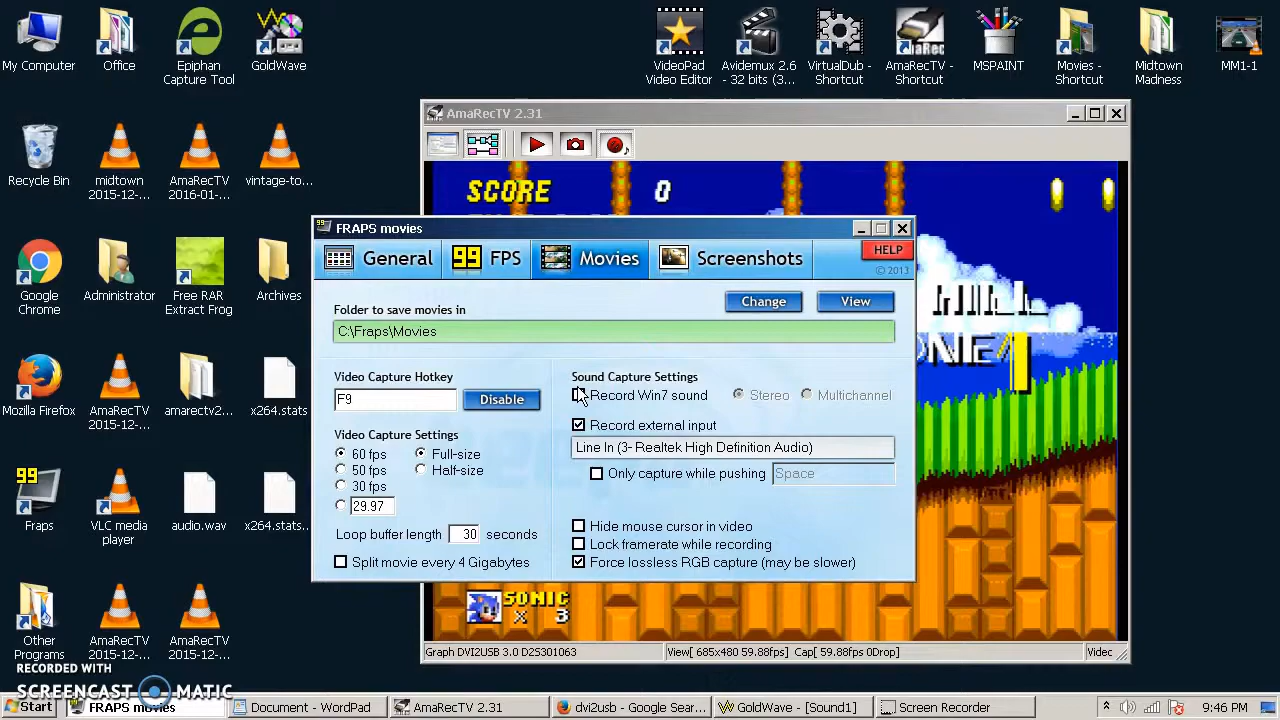 My Computer
Office
Epiphan
Capture Tool
GoldWave
VideoPad
Video Editor
Avidemux 2.6
- 32 bits (3...
VirtualDub -
Shortcut
AmaRec
AmaRecTV -
Shortcut
MSPAINT
Movies -
Shortcut
Midtown
Madness
MM1-1
AmaRecTV 2.31
Recycle Bin
midtown
2015-12-...
AmaRecTV
2016-01-...
vintage-to...
SCORE 0
FRAPS movies
General
99 FPS
Movies
Screenshots
HELP
© 2013
Google
Chrome
Administrator
Free RAR
Extract Frog
Archives
Folder to save movies in
Change
View
C:\Fraps\Movies
HILL
Video Capture Hotkey
F9
Disable
Sound Capture Settings
Record Win7 sound
Stereo
Multichannel
Record external input
Line In (3- Realtek High Definition Audio)
Only capture while pushing
Space
Mozilla Firefox
AmaRecTV
2015-12-...
amarectv2...
x264.stats
Video Capture Settings
60 fps
50 fps
30 fps
29.97
Full-size
Half-size
Loop buffer length 30 seconds
Split movie every 4 Gigabytes
Hide mouse cursor in video
Lock framerate while recording
Force lossless RGB capture (may be slower)
99
Fraps
VLC media
player
audio.wav
x264.stats...
SONIC
X 3
Other
Programs
AmaRecTV
2015-12-...
AmaRecTV
2015-12-...
Graph DVI2USB 3.0 D2S301063
View[ 685x480 59.88fps] Cap[ 59.88fps 0Drop]
Videc
RECORDED WITH
SCREENCAST MATIC
Start
FRAPS movies
Document - WordPad
AmaRecTV 2.31
dvi2usb - Google Sear...
GoldWave - [Sound1]
Screen Recorder
9:46 PM